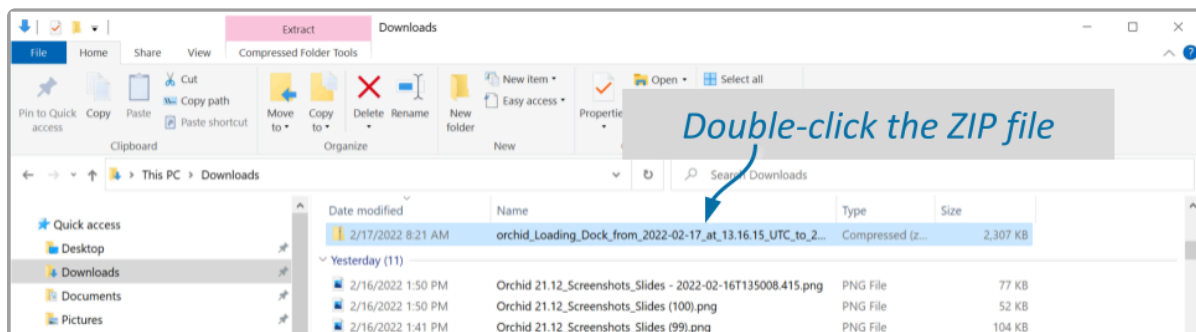 Extract Downloads
File Home Share View Compressed Folder Tools
Pin to Quick access
Copy
Paste
Cut
Copy path
Paste shortcut
Clipboard
Move to
Copy to
Delete
Rename
Organize
New folder
New item
Easy access
New
Open
Select all
Double-click the ZIP file
This PC > Downloads
Search Downloads
Quick access
Desktop
Downloads
Documents
Pictures
Date modified Name Type Size
2/17/2022 8:21 AM orchid_Loading_Dock_from_2022-02-17_at_13.16.15_UTC_to_2... Compressed (z... 2,307 KB
Yesterday (11)
2/16/2022 1:50 PM Orchid 21.12_Screenshots_Slides - 2022-02-16T135008.415.png PNG File 77 KB
2/16/2022 1:50 PM Orchid 21.12_Screenshots_Slides (100).png PNG File 52 KB
2/16/2022 1:41 PM Orchid 21.12_Screenshots_Slides (99).png PNG File 104 KB